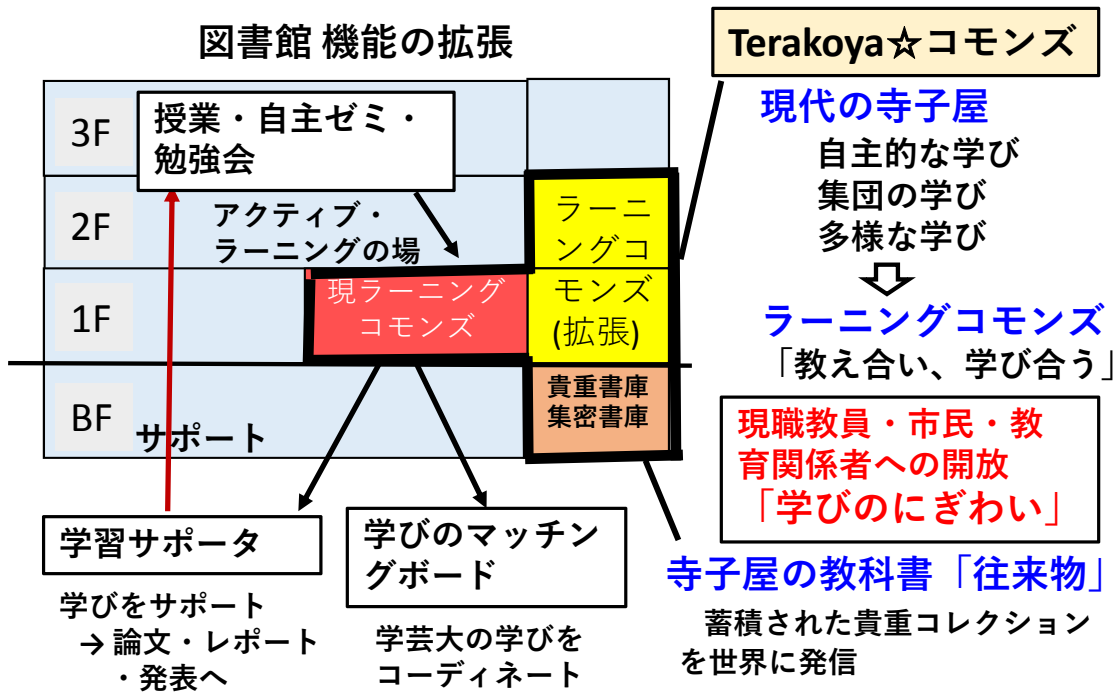 図書館 機能の拡張
3F
授業・自主ゼミ・
勉強会
2F
アクティブ・
ラーニングの場
1F
現ラーニング
コモンズ
ラーニ
ングコ
モンズ
(拡張)
BF
サポート
貴重書庫
集密書庫
学習サポータ
学びをサポート
→ 論文・レポート
・発表へ
学びのマッチン
グボード
学芸大の学びを
コーディネート
Terakoya☆コモンズ
現代の寺子屋
自主的な学び
集団の学び
多様な学び
ラーニングコモンズ
「教え合い、学び合う」
現職教員・市民・教
育関係者への開放
「学びのにぎわい」
寺子屋の教科書「往来物」
蓄積された貴重コレクション
を世界に発信